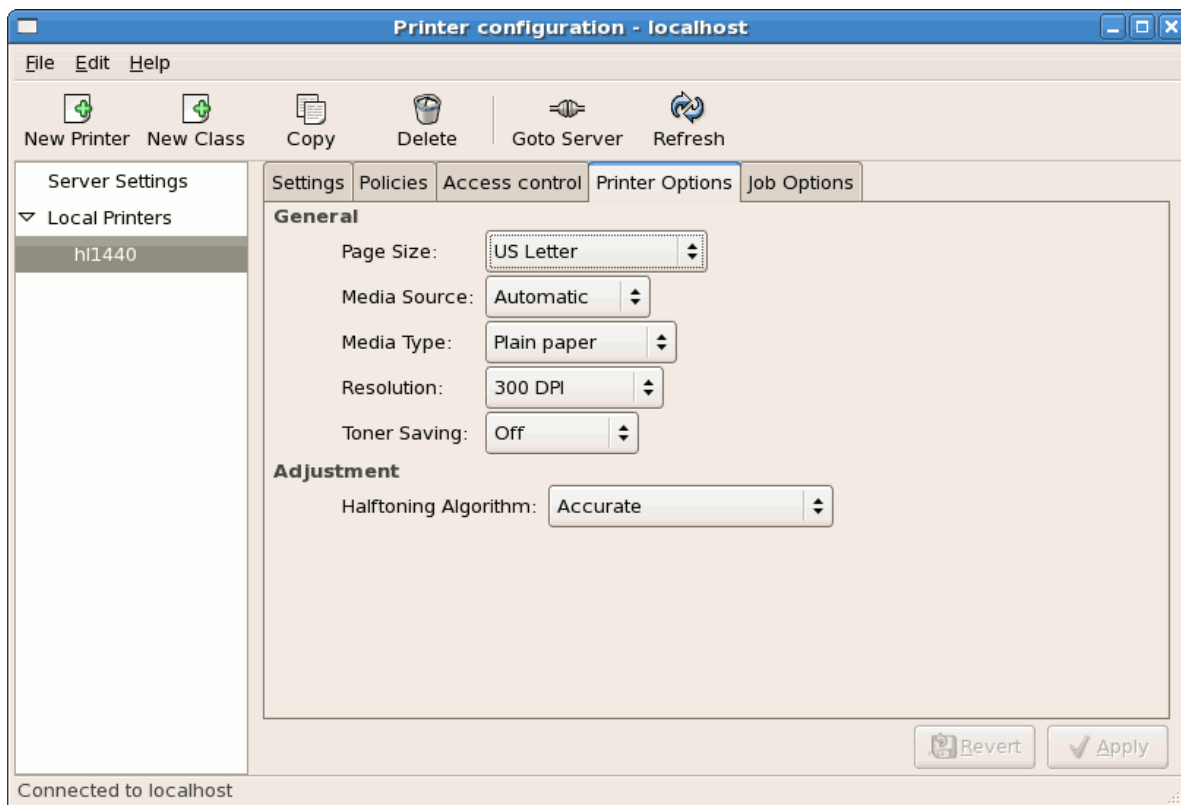 Printer configuration - localhost
File Edit Help
New Printer New Class Copy Delete Goto Server Refresh
Server Settings
Local Printers
hl1440
Settings Policies Access control Printer Options Job Options
General
Page Size: US Letter
Media Source: Automatic
Media Type: Plain paper
Resolution: 300 DPI
Toner Saving: Off
Adjustment
Halftoning Algorithm: Accurate
Revert Apply
Connected to localhost